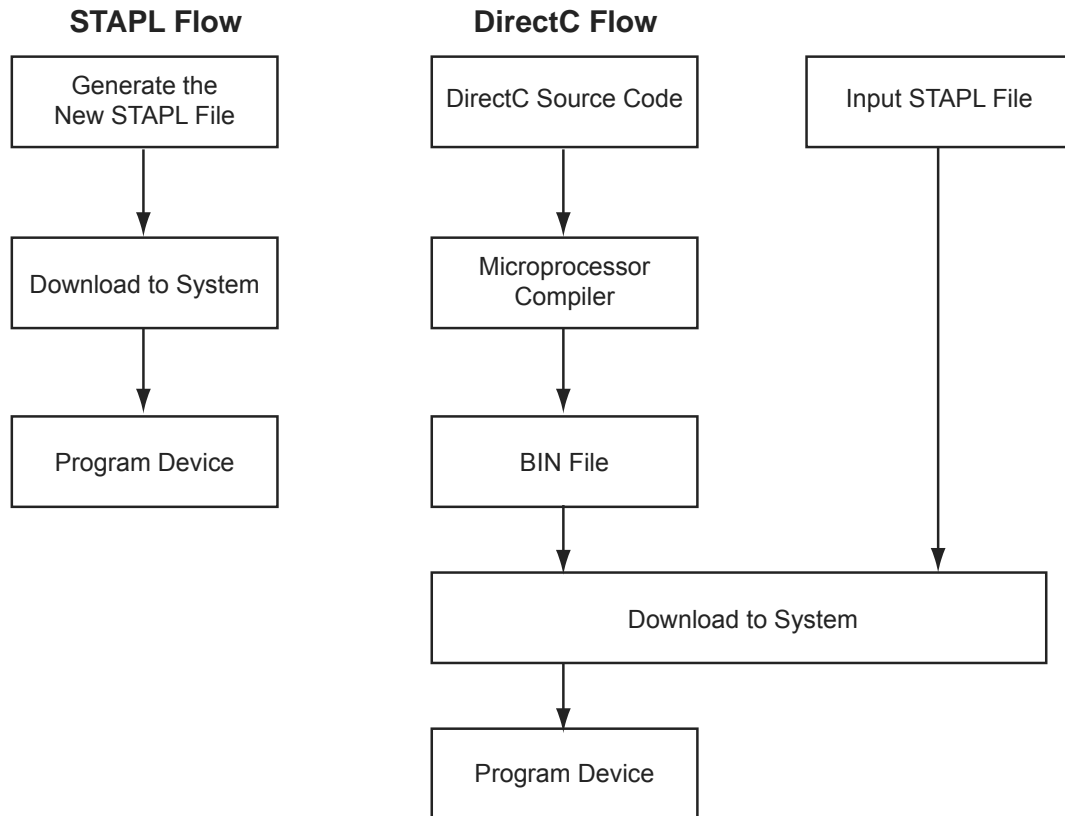 STAPL Flow
Generate the
New STAPL File
Download to System
Program Device
DirectC Flow
DirectC Source Code
Input STAPL File
Microprocessor
Compiler
BIN File
Download to System
Program Device